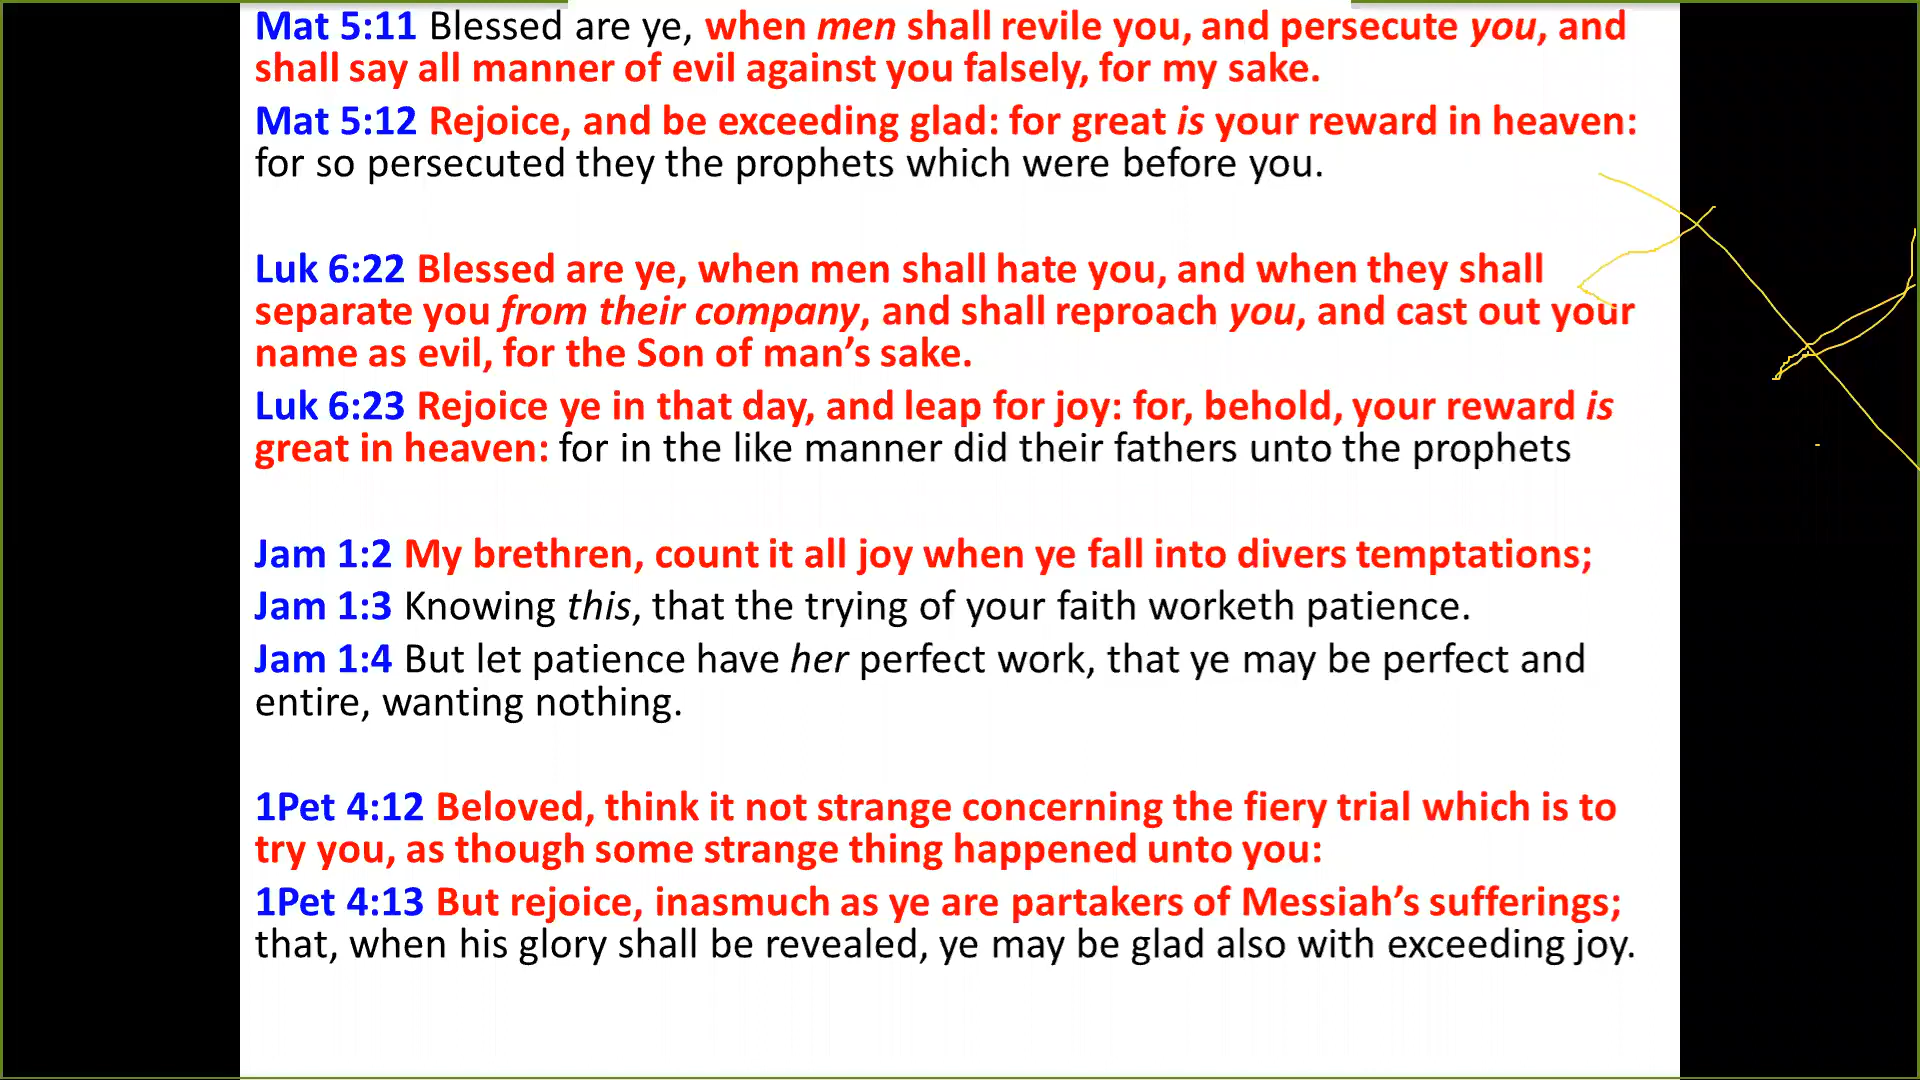 Mat 5:11 Blessed are ye, when men shall revile you, and persecute you, and
shall say all manner of evil against you falsely, for my sake.
Mat 5:12 Rejoice, and be exceeding glad: for great is your reward in heaven:
for so persecuted they the prophets which were before you.
Luk 6:22 Blessed are ye, when men shall hate you, and when they shall
separate you from their company, and shall reproach you, and cast out your
name as evil, for the Son of man’s sake.
Luk 6:23 Rejoice ye in that day, and leap for joy: for, behold, your reward is
great in heaven: for in the like manner did their fathers unto the prophets
Jam 1:2 My brethren, count it all joy when ye fall into divers temptations;
Jam 1:3 Knowing this, that the trying of your faith worketh patience.
Jam 1:4 But let patience have her perfect work, that ye may be perfect and
entire, wanting nothing.
1Pet 4:12 Beloved, think it not strange concerning the fiery trial which is to
try you, as though some strange thing happened unto you:
1Pet 4:13 But rejoice, inasmuch as ye are partakers of Messiah’s sufferings;
that, when his glory shall be revealed, ye may be glad also with exceeding joy.